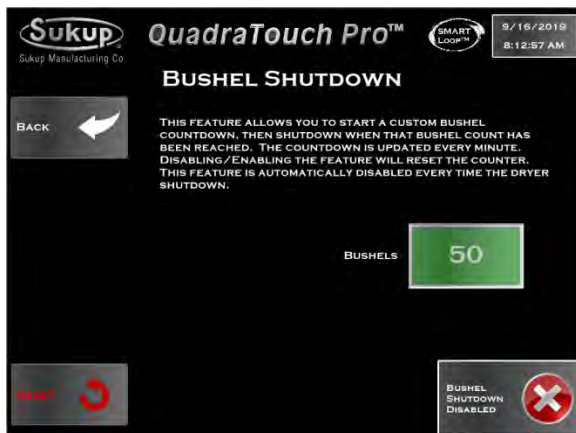 Sukup
Sukup Manufacturing Co
QuadraTouch Pro™
SMART
LOOP™
9/16/2019
8:12:57 AM
BUSHEL SHUTDOWN
BACK
THIS FEATURE ALLOWS YOU TO START A CUSTOM BUSHEL
COUNTDOWN, THEN SHUTDOWN WHEN THAT BUSHEL COUNT HAS
BEEN REACHED. THE COUNTDOWN IS UPDATED EVERY MINUTE.
DISABLING/ENABLING THE FEATURE WILL RESET THE COUNTER.
THIS FEATURE IS AUTOMATICALLY DISABLED EVERY TIME THE DRYER
SHUTDOWN.
BUSHELS
50
RESET
BUSHEL
SHUTDOWN
DISABLED